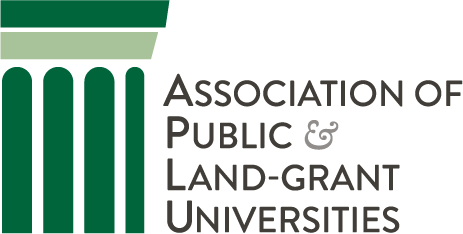 ASSOCIATION OF
PUBLIC &
LAND-GRANT
UNIVERSITIES